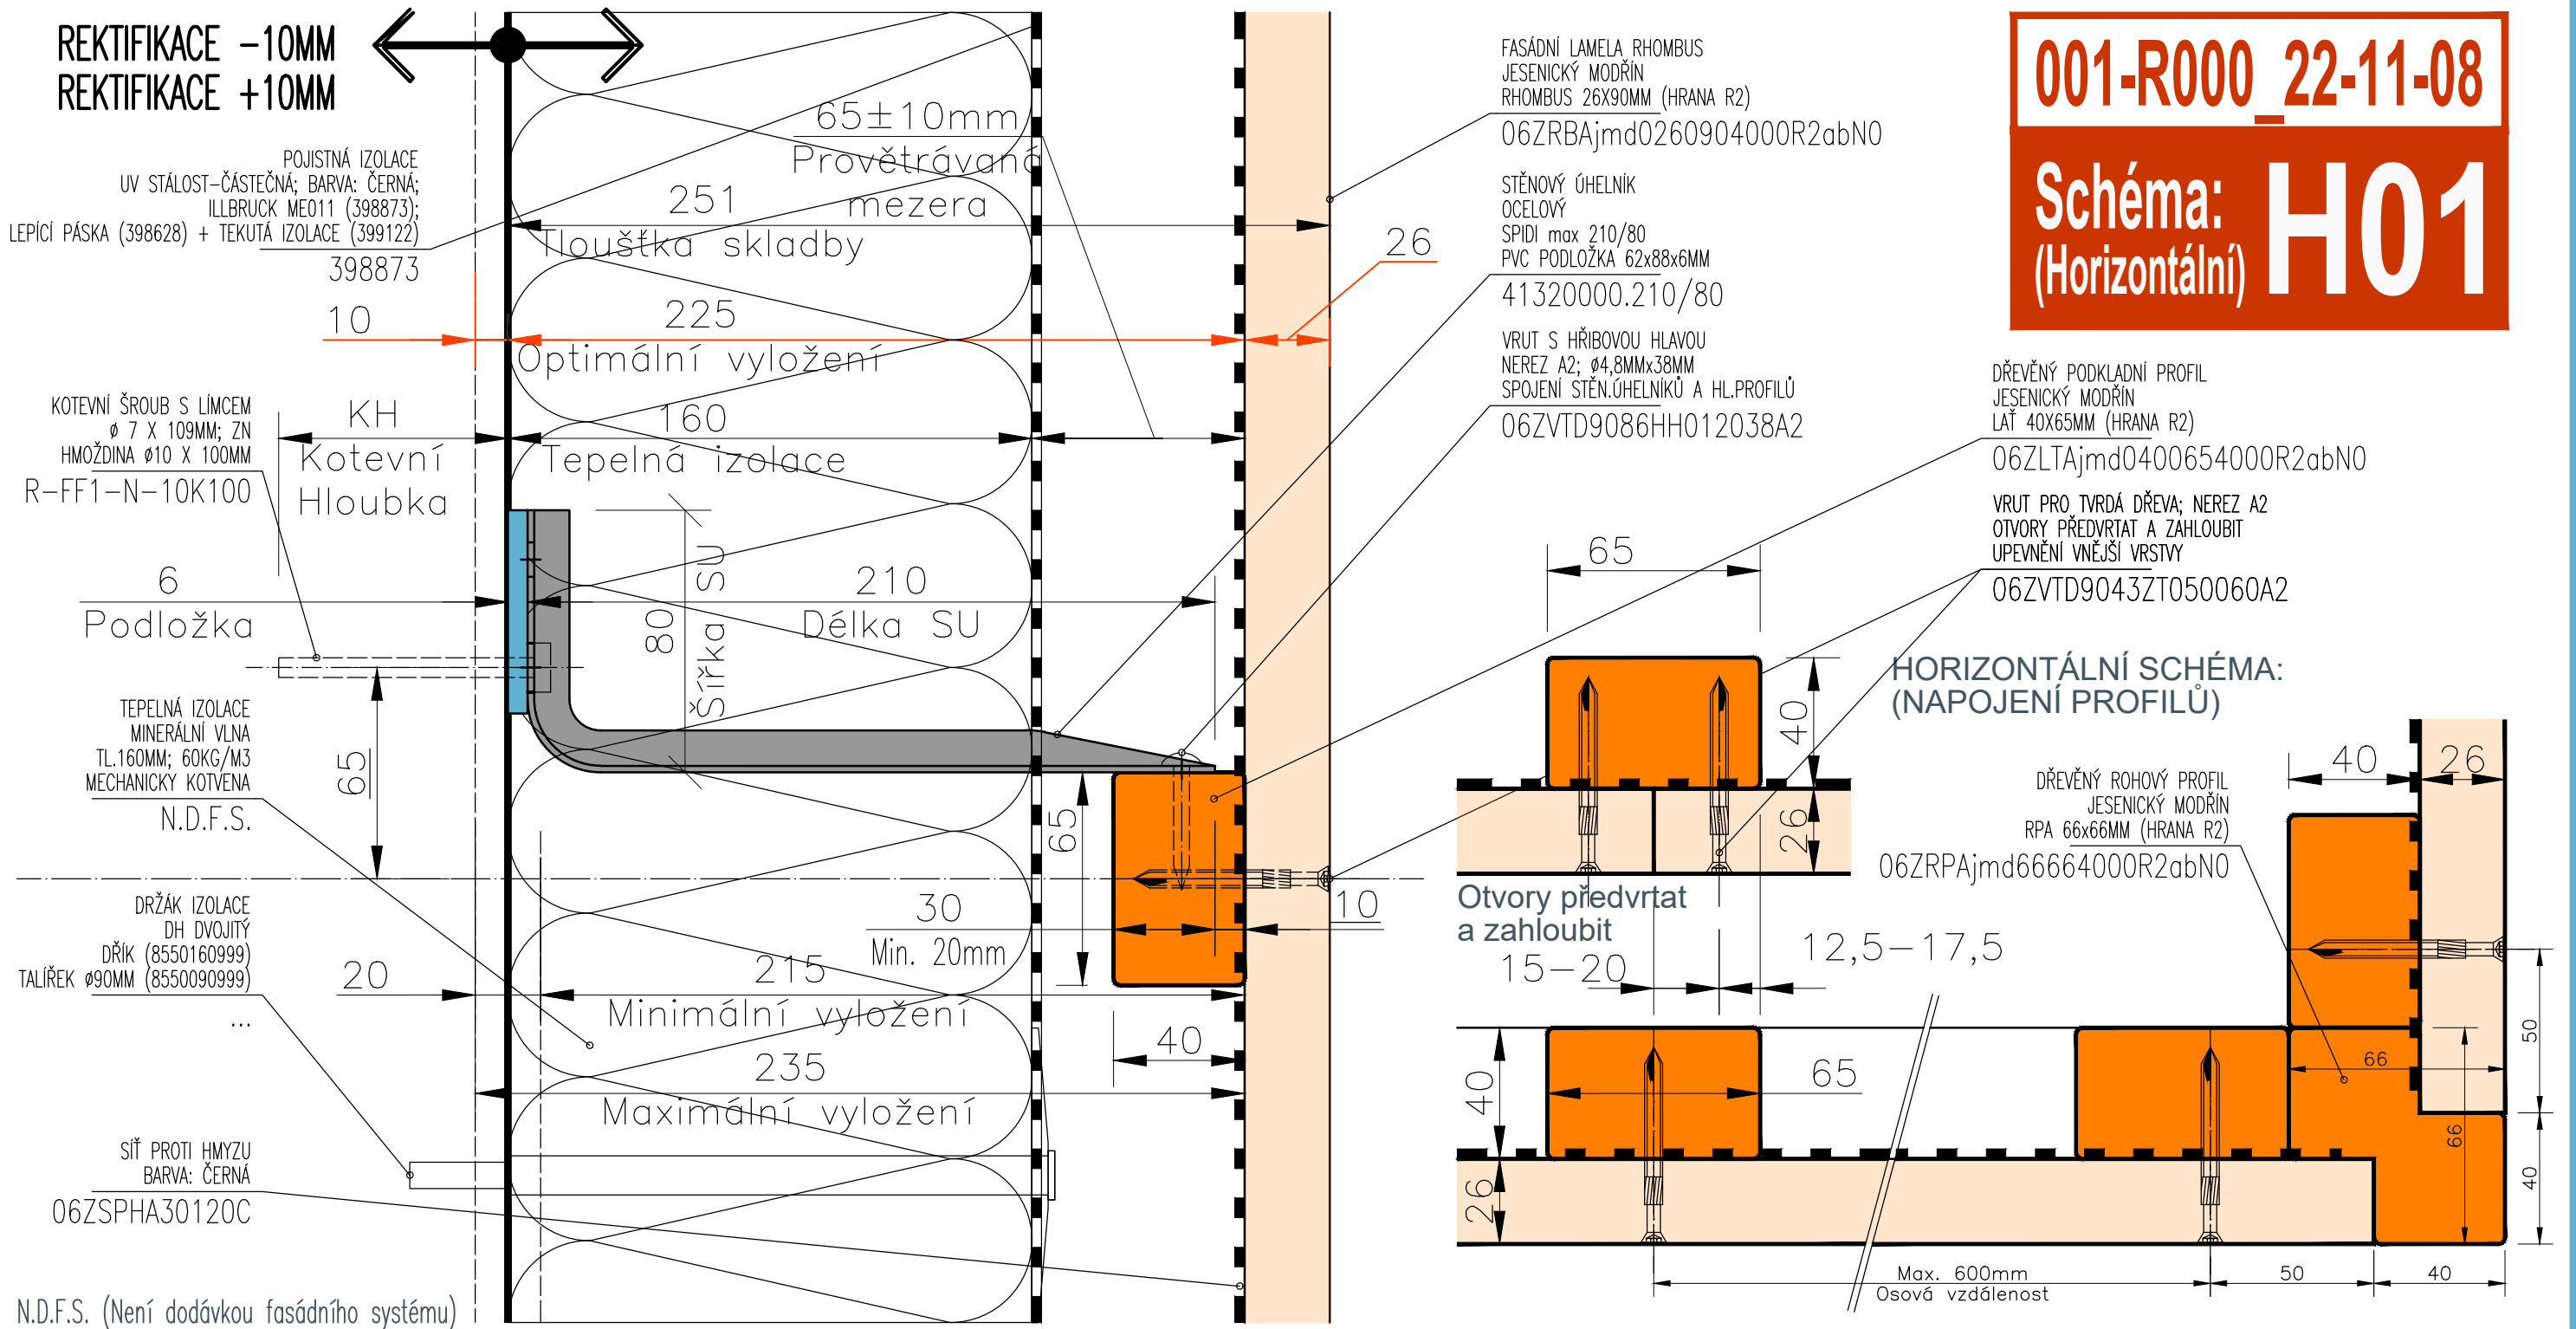 REKTIFIKACE -10MM
REKTIFIKACE +10MM
POJISTNÁ IZOLACE
UV STÁLOST-ČÁSTEČNÁ; BARVA: ČERNÁ;
ILLBRUCK ME011 (398873);
LEPÍCÍ PÁSKA (398628) + TEKUTÁ IZOLACE (399122)
398873
65±10mm
Provětrávaná
mezera
251
Tloušťka skladby
26
10
225
Optimální vyložení
KOTEVNÍ ŠROUB S LÍMCEM
ø 7 X 109MM; ZN
HMOŽDINA ø10 X 100MM
R-FF1-N-10K100
KH
Kotevní
Hloubka
160
Tepelná izolace
6
Podložka
80
Šířka SU
210
Délka SU
65
TEPELNÁ IZOLACE
MINERÁLNÍ VLNA
TL.160MM; 60KG/M3
MECHANICKY KOTVENA
N.D.F.S.
65
30
Min. 20mm
10
DRŽÁK IZOLACE
DH DVOJITÝ
DŘÍK (8550160999)
TALÍŘEK ø90MM (8550090999)
...
20
215
Minimální vyložení
40
235
Maximální vyložení
SÍŤ PROTI HMYZU
BARVA: ČERNÁ
06ZSPHA30120C
N.D.F.S. (Není dodávkou fasádního systému)
FASÁDNÍ LAMELA RHOMBUS
JESENICKÝ MODŘÍN
RHOMBUS 26X90MM (HRANA R2)
06ZRBAjmd0260904000R2abN0
STĚNOVÝ ÚHELNÍK
OCELOVÝ
SPIDI max 210/80
PVC PODLOŽKA 62x88x6MM
41320000.210/80
VRUT S HŘIBOVOU HLAVOU
NEREZ A2; ø4,8MMx38MM
SPOJENÍ STĚN.ÚHELNÍKŮ A HL.PROFILŮ
06ZVTD9086HH012038A2
001-R000_22-11-08
Schéma:
(Horizontální)
H01
DŘEVĚNÝ PODKLADNÍ PROFIL
JESENICKÝ MODŘÍN
LAŤ 40X65MM (HRANA R2)
06ZLTAjmd0400654000R2abN0
VRUT PRO TVRDÁ DŘEVA; NEREZ A2
OTVORY PŘEDVRTAT A ZAHLOUBIT
UPEVNĚNÍ VNĚJŠÍ VRSTVY
06ZVTD9043ZT050060A2
65
HORIZONTÁLNÍ SCHÉMA:
(NAPOJENÍ PROFILŮ)
40
26
Otvory předvrtat
a zahloubit
15-20
12,5-17,5
40
26
DŘEVĚNÝ ROHOVÝ PROFIL
JESENICKÝ MODŘÍN
RPA 66x66MM (HRANA R2)
06ZRPAjmd66664000R2abN0
40
65
26
66
66
50
40
Max. 600mm
Osová vzdálenost
50
40